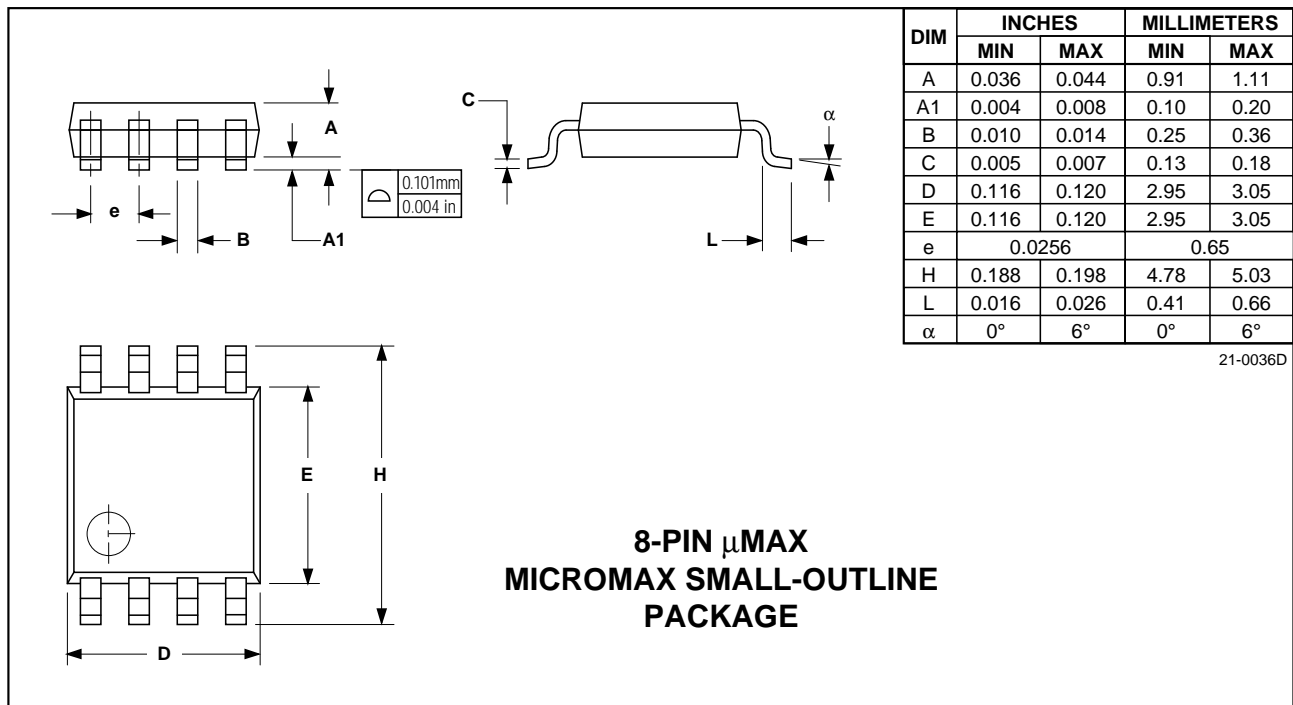 DIM INCHES MILLIMETERS
MIN MAX MIN MAX
A 0.036 0.044 0.91 1.11
A1 0.004 0.008 0.10 0.20
B 0.010 0.014 0.25 0.36
C 0.005 0.007 0.13 0.18
D 0.116 0.120 2.95 3.05
E 0.116 0.120 2.95 3.05
e 0.0256 0.65
H 0.188 0.198 4.78 5.03
L 0.016 0.026 0.41 0.66
α 0° 6° 0° 6°
21-0036D
A
e
B
A1
0.101mm
0.004 in
C
α
L
E
H
D
8-PIN μMAX
MICROMAX SMALL-OUTLINE
PACKAGE